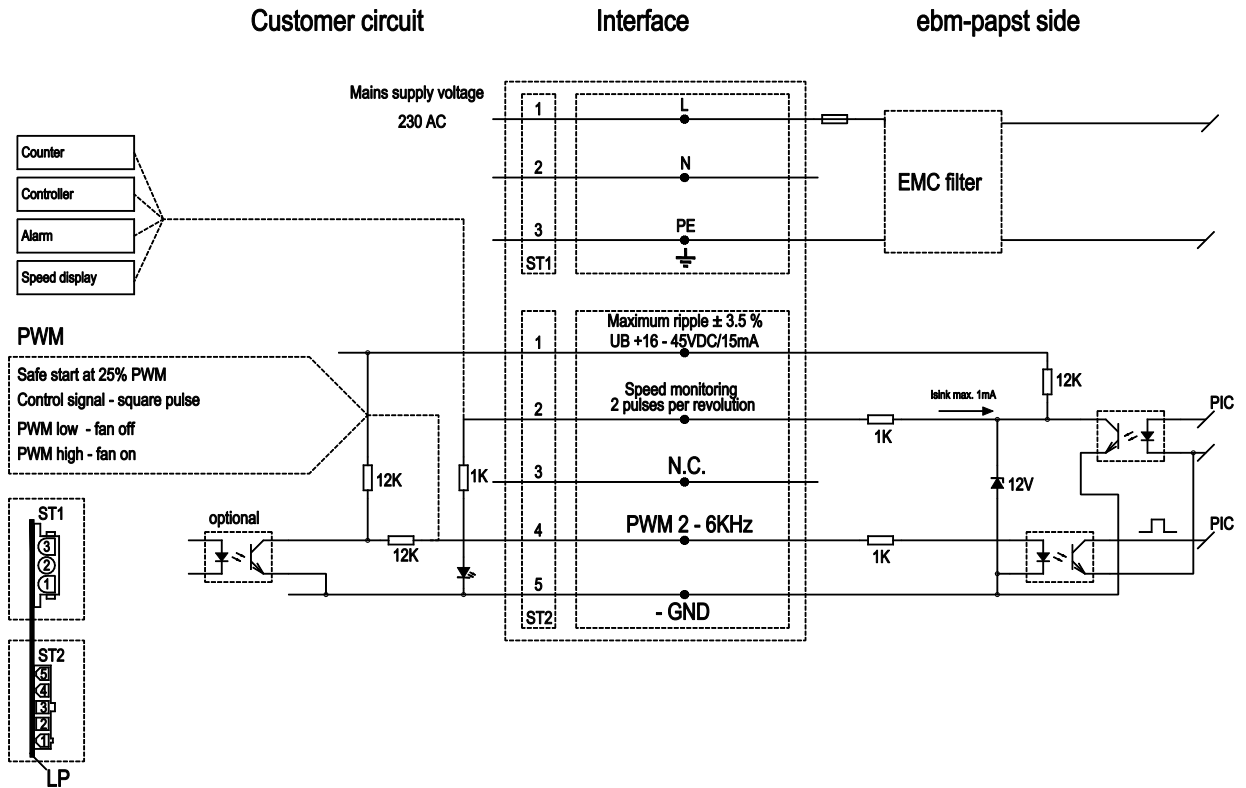 Customer circuit
Interface
ebm-papst side
Mains supply voltage
230 AC
1
L
2
N
3
PE
ST1
EMC filter
Counter
Controller
Alarm
Speed display
PWM
Safe start at 25% PWM
Control signal - square pulse
PWM low - fan off
PWM high - fan on
Maximum ripple ± 3.5 %
1
UB +16 - 45VDC/15mA
12K
Speed monitoring
2
2 pulses per revolution
Isink max. 1mA
1K
PIC
12K
1K
3
N.C.
12V
optional
12K
4
PWM 2 - 6KHz
1K
PIC
5
- GND
ST2
ST1
3
2
1
ST2
5
4
3
2
1
LP